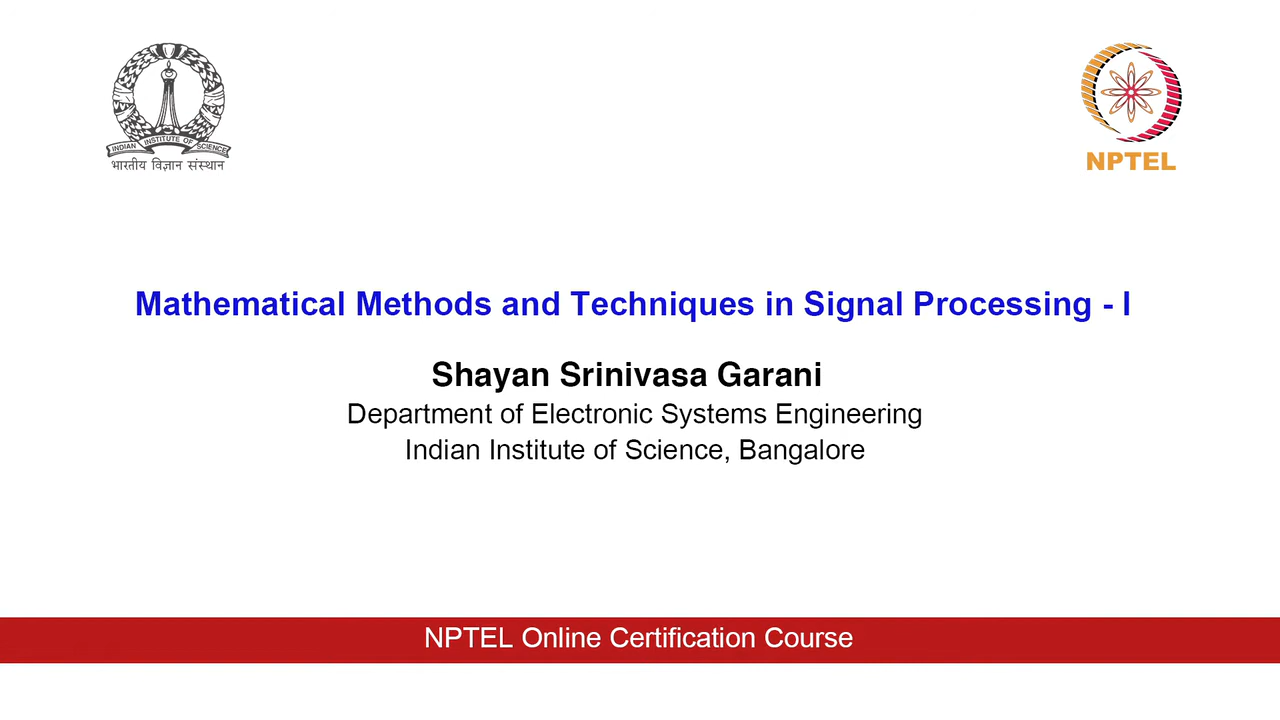 INDIAN INSTITUTE OF SCIENCE
भारतीय विज्ञान संस्थान
NPTEL
Mathematical Methods and Techniques in Signal Processing - I
Shayan Srinivasa Garani
Department of Electronic Systems Engineering
Indian Institute of Science, Bangalore
NPTEL Online Certification Course